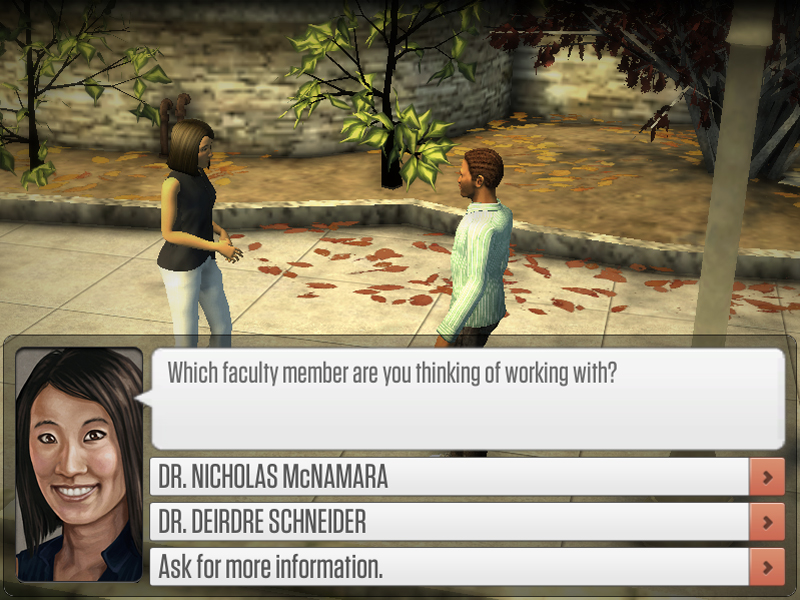 Which faculty member are you thinking of working with?
DR. NICHOLAS McNAMARA
DR. DEIRDRE SCHNEIDER
Ask for more information.